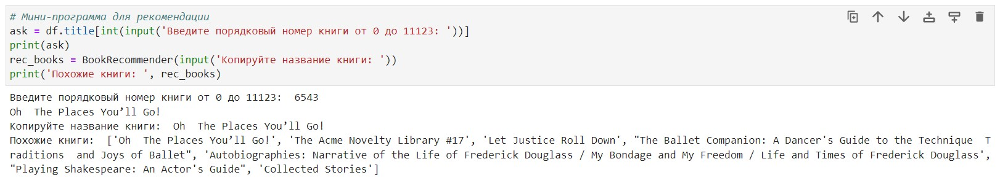 # Мини-программа для рекомендации
ask = df.title[int(input('Введите порядковый номер книги от 0 до 11123: '))]
print(ask)
rec_books = BookRecommender(input('Копируйте название книги: '))
print('Похожие книги: ', rec_books)
Введите порядковый номер книги от 0 до 11123:  6543
Oh  The Places You’ll Go!
Копируйте название книги:  Oh  The Places You’ll Go!
Похожие книги:  ['Oh  The Places You’ll Go!', 'The Acme Novelty Library #17', 'Let Justice Roll Down', "The Ballet Companion: A Dancer's Guide to the Technique  T
raditions  and Joys of Ballet", 'Autobiographies: Narrative of the Life of Frederick Douglass / My Bondage and My Freedom / Life and Times of Frederick Douglass',
"Playing Shakespeare: An Actor's Guide", 'Collected Stories']